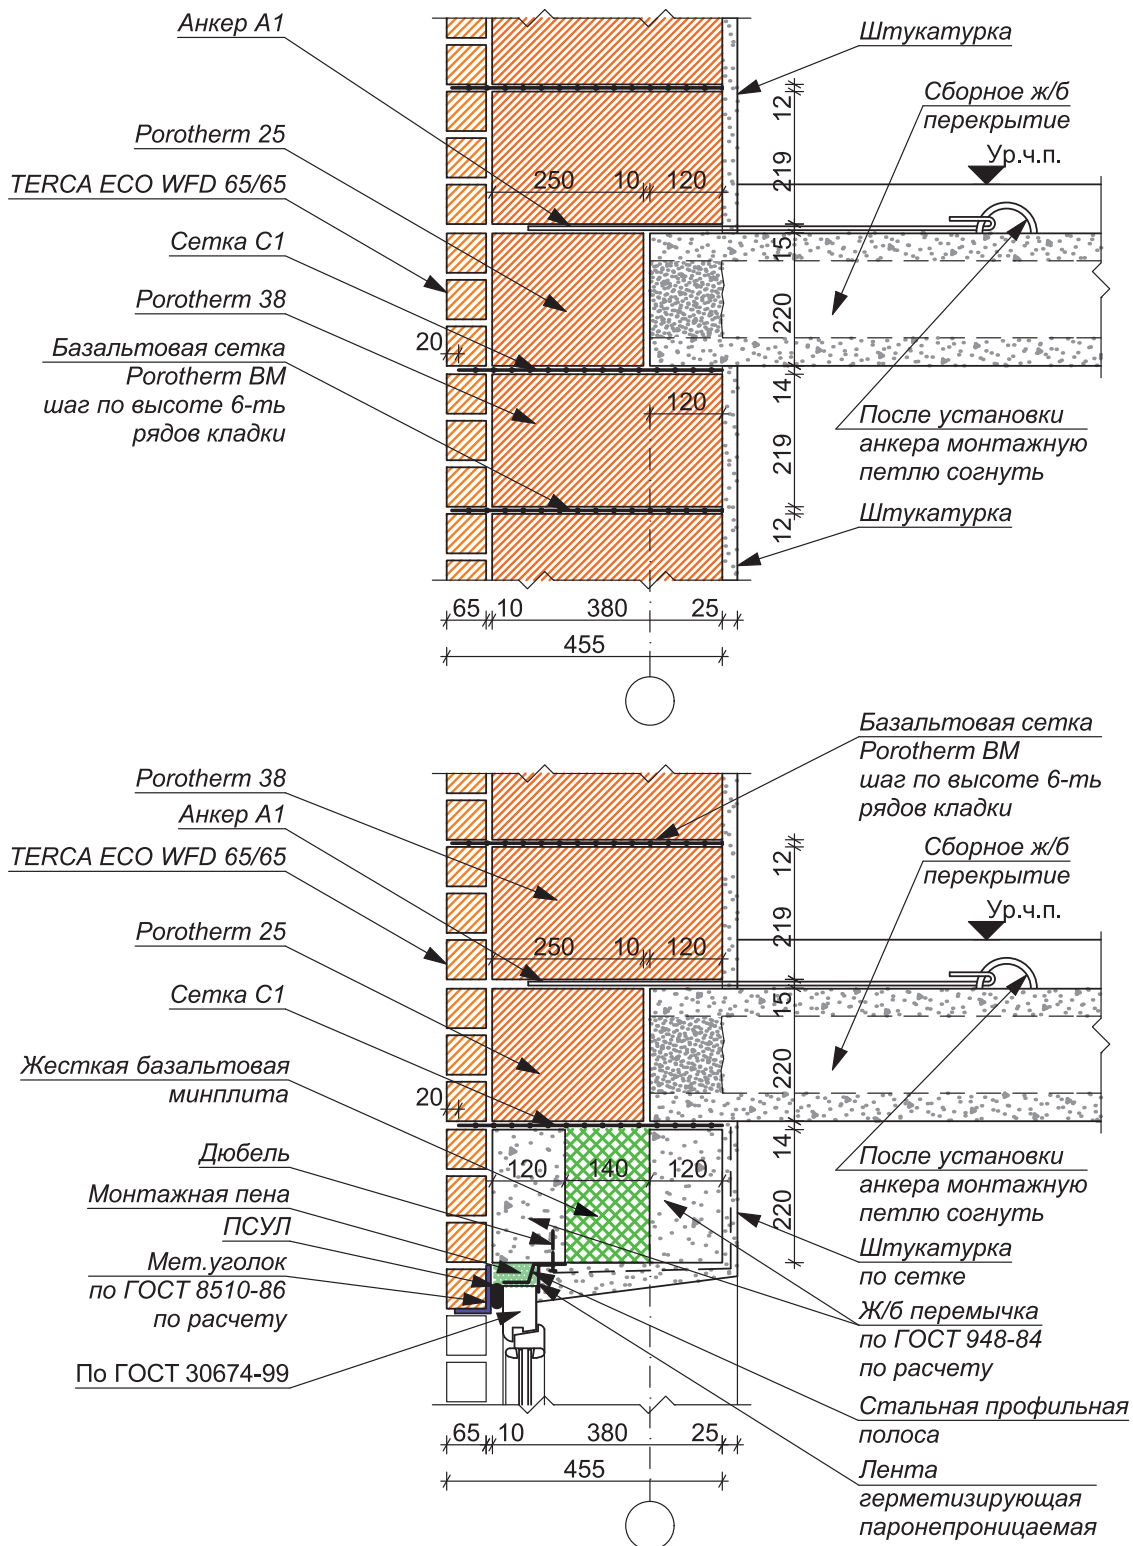 Анкер А1
Porotherm 25
TERCA ECO WFD 65/65
Сетка С1
Porotherm 38
Базальтовая сетка
Porotherm BM
шаг по высоте 6-ть
рядов кладки
Штукатурка
Сборное ж/б
перекрытие
Ур.ч.п.
12
219
15
220
14
219
12
250
10
120
20
120
После установки
анкера монтажную
петлю согнуть
Штукатурка
65
10
380
25
455
Базальтовая сетка
Porotherm BM
шаг по высоте 6-ть
рядов кладки
Porotherm 38
Анкер А1
TERCA ECO WFD 65/65
Porotherm 25
Сетка С1
Жесткая базальтовая
минплита
Дюбель
Монтажная пена
ПСУЛ
Мет.уголок
по ГОСТ 8510-86
по расчету
По ГОСТ 30674-99
Сборное ж/б
перекрытие
Ур.ч.п.
12
219
15
220
14
220
250
10
120
20
120
140
120
После установки
анкера монтажную
петлю согнуть
Штукатурка
по сетке
Ж/б перемычка
по ГОСТ 948-84
по расчету
Стальная профильная
полоса
Лента
герметизирующая
паронепроницаемая
65
10
380
25
455